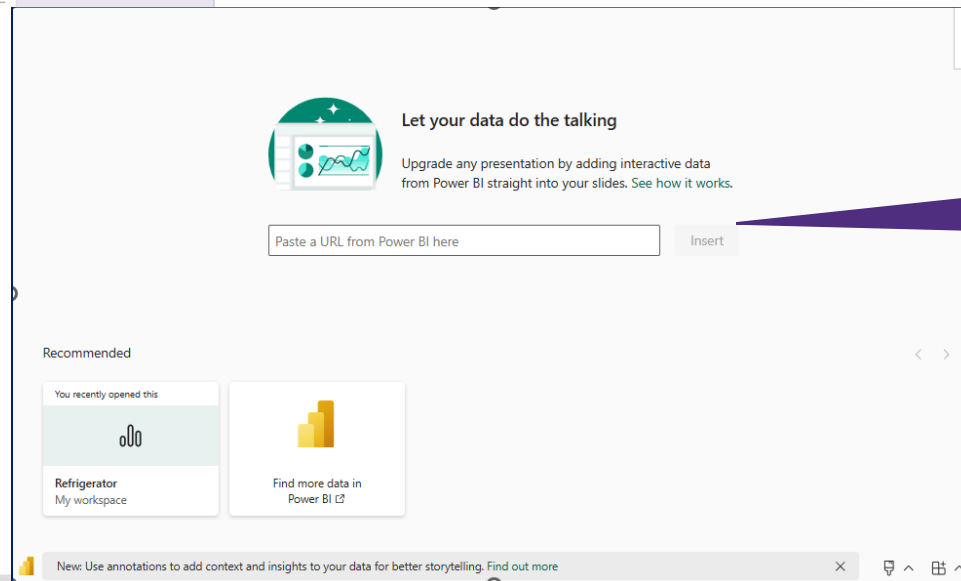 Let your data do the talking
Upgrade any presentation by adding interactive data
from Power BI straight into your slides. See how it works.
Paste a URL from Power BI here
Insert
Recommended
You recently opened this
Refrigerator
My workspace
Find more data in
Power BI
New: Use annotations to add context and insights to your data for better storytelling. Find out more